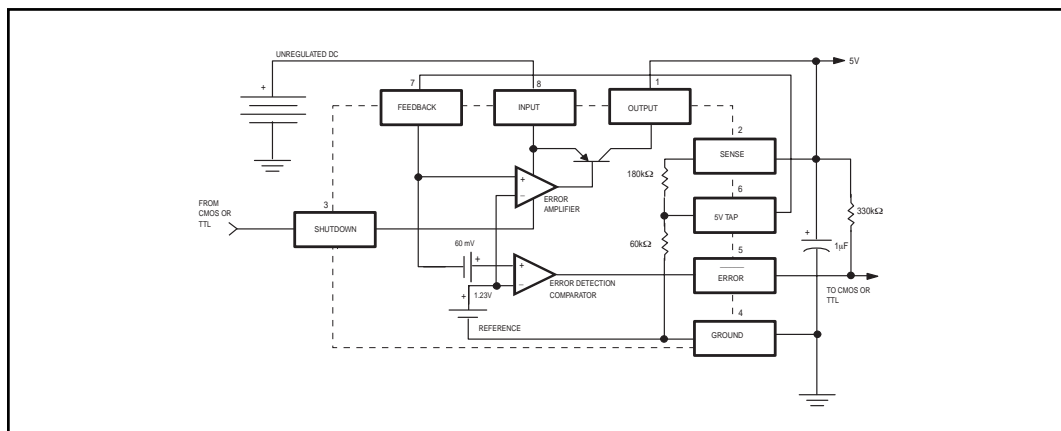 UNREGULATED DC
7
8
1
5V
+
FEEDBACK
INPUT
OUTPUT
2
SENSE
180kΩ
6
+
−
ERROR
AMPLIFIER
5V TAP
330kΩ
FROM
CMOS OR
TTL
3
SHUTDOWN
60kΩ
+
1µF
60 mV
5
+
+
−
ERROR
ERROR DETECTION
COMPARATOR
TO CMOS OR
TTL
+
1.23V
4
REFERENCE
GROUND